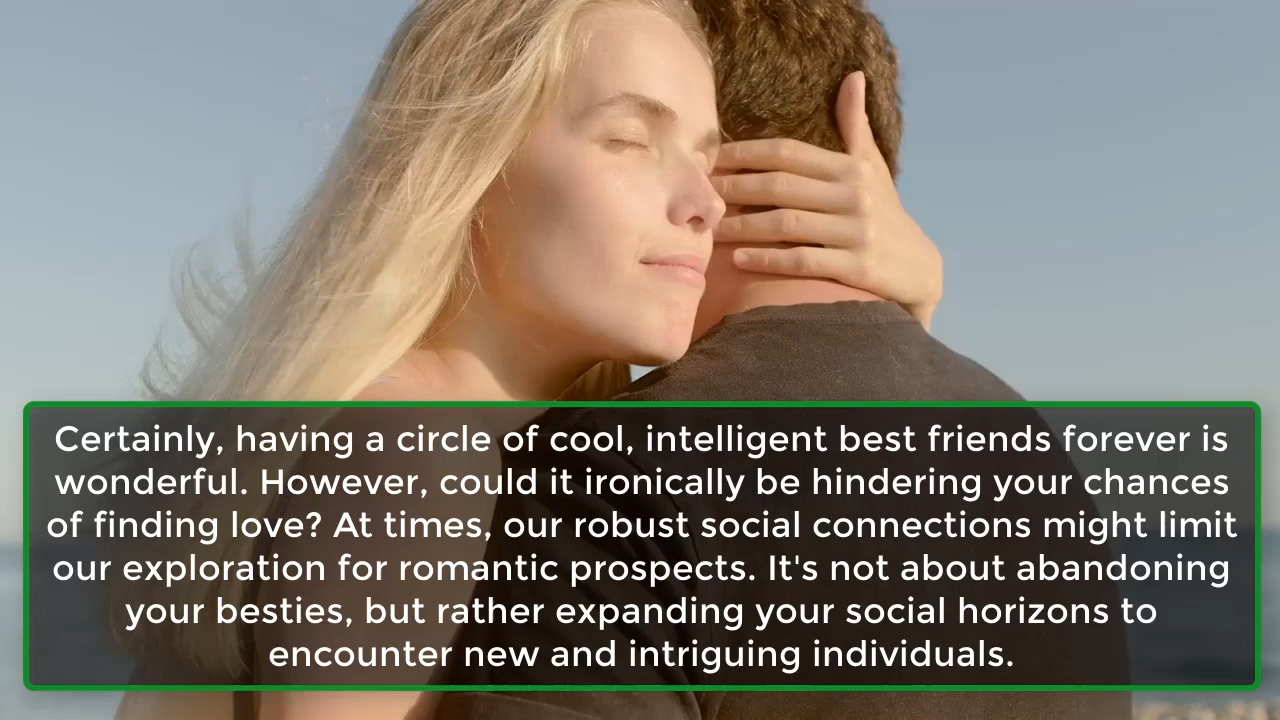 Certainly, having a circle of cool, intelligent best friends forever is
wonderful. However, could it ironically be hindering your chances
of finding love? At times, our robust social connections might limit
our exploration for romantic prospects. It's not about abandoning
your besties, but rather expanding your social horizons to
encounter new and intriguing individuals.